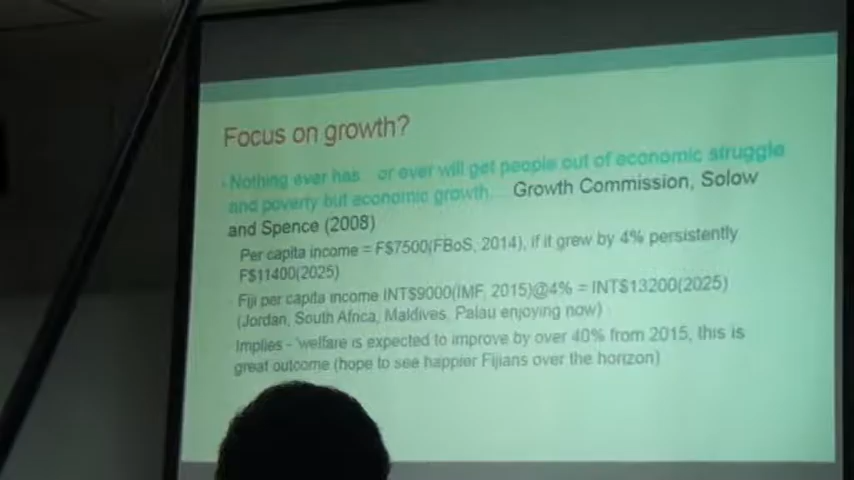 Focus on growth?
Nothing ever has or ever will get people out of economic struggle
and poverty but economic growth... Growth Commission, Solow
and Spence (2008)
Per capita income = F$7500(FBoS, 2014), if it grew by 4% persistently
F$11400(2025)
Fiji per capita income INT$9000(IMF, 2015)@4% = INT$13200(2025)
(Jordan, South Africa, Maldives, Palau enjoying now)
Implies - 'welfare is expected to improve by over 40% from 2015, this is
great outcome (hope to see happier Fijians over the horizon)